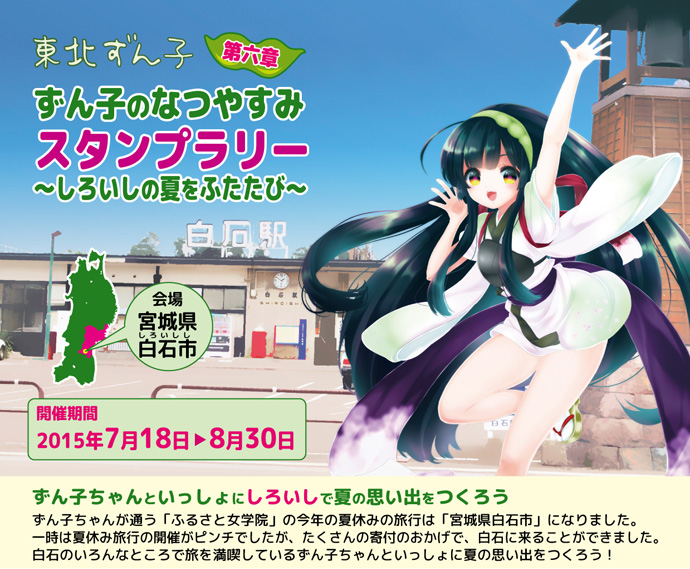 東北ずん子
第六章
ずん子のなつやすみ
スタンプラリー
～しろいしの夏をふたたび～
白石駅
白石駅
SHIROISHI
会場
宮城県
しろいしし
白石市
開催期間
2015年7月18日▶8月30日
ずん子ちゃんといっしょにしろいしで夏の思い出をつくろう
ずん子ちゃんが通う「ふるさと女学院」の今年の夏休みの旅行は「宮城県白石市」になりました。
一時は夏休み旅行の開催がピンチでしたが、たくさんの寄付のおかげで、白石に来ることができました。
白石のいろんなところで旅を満喫しているずん子ちゃんといっしょに夏の思い出をつくろう！